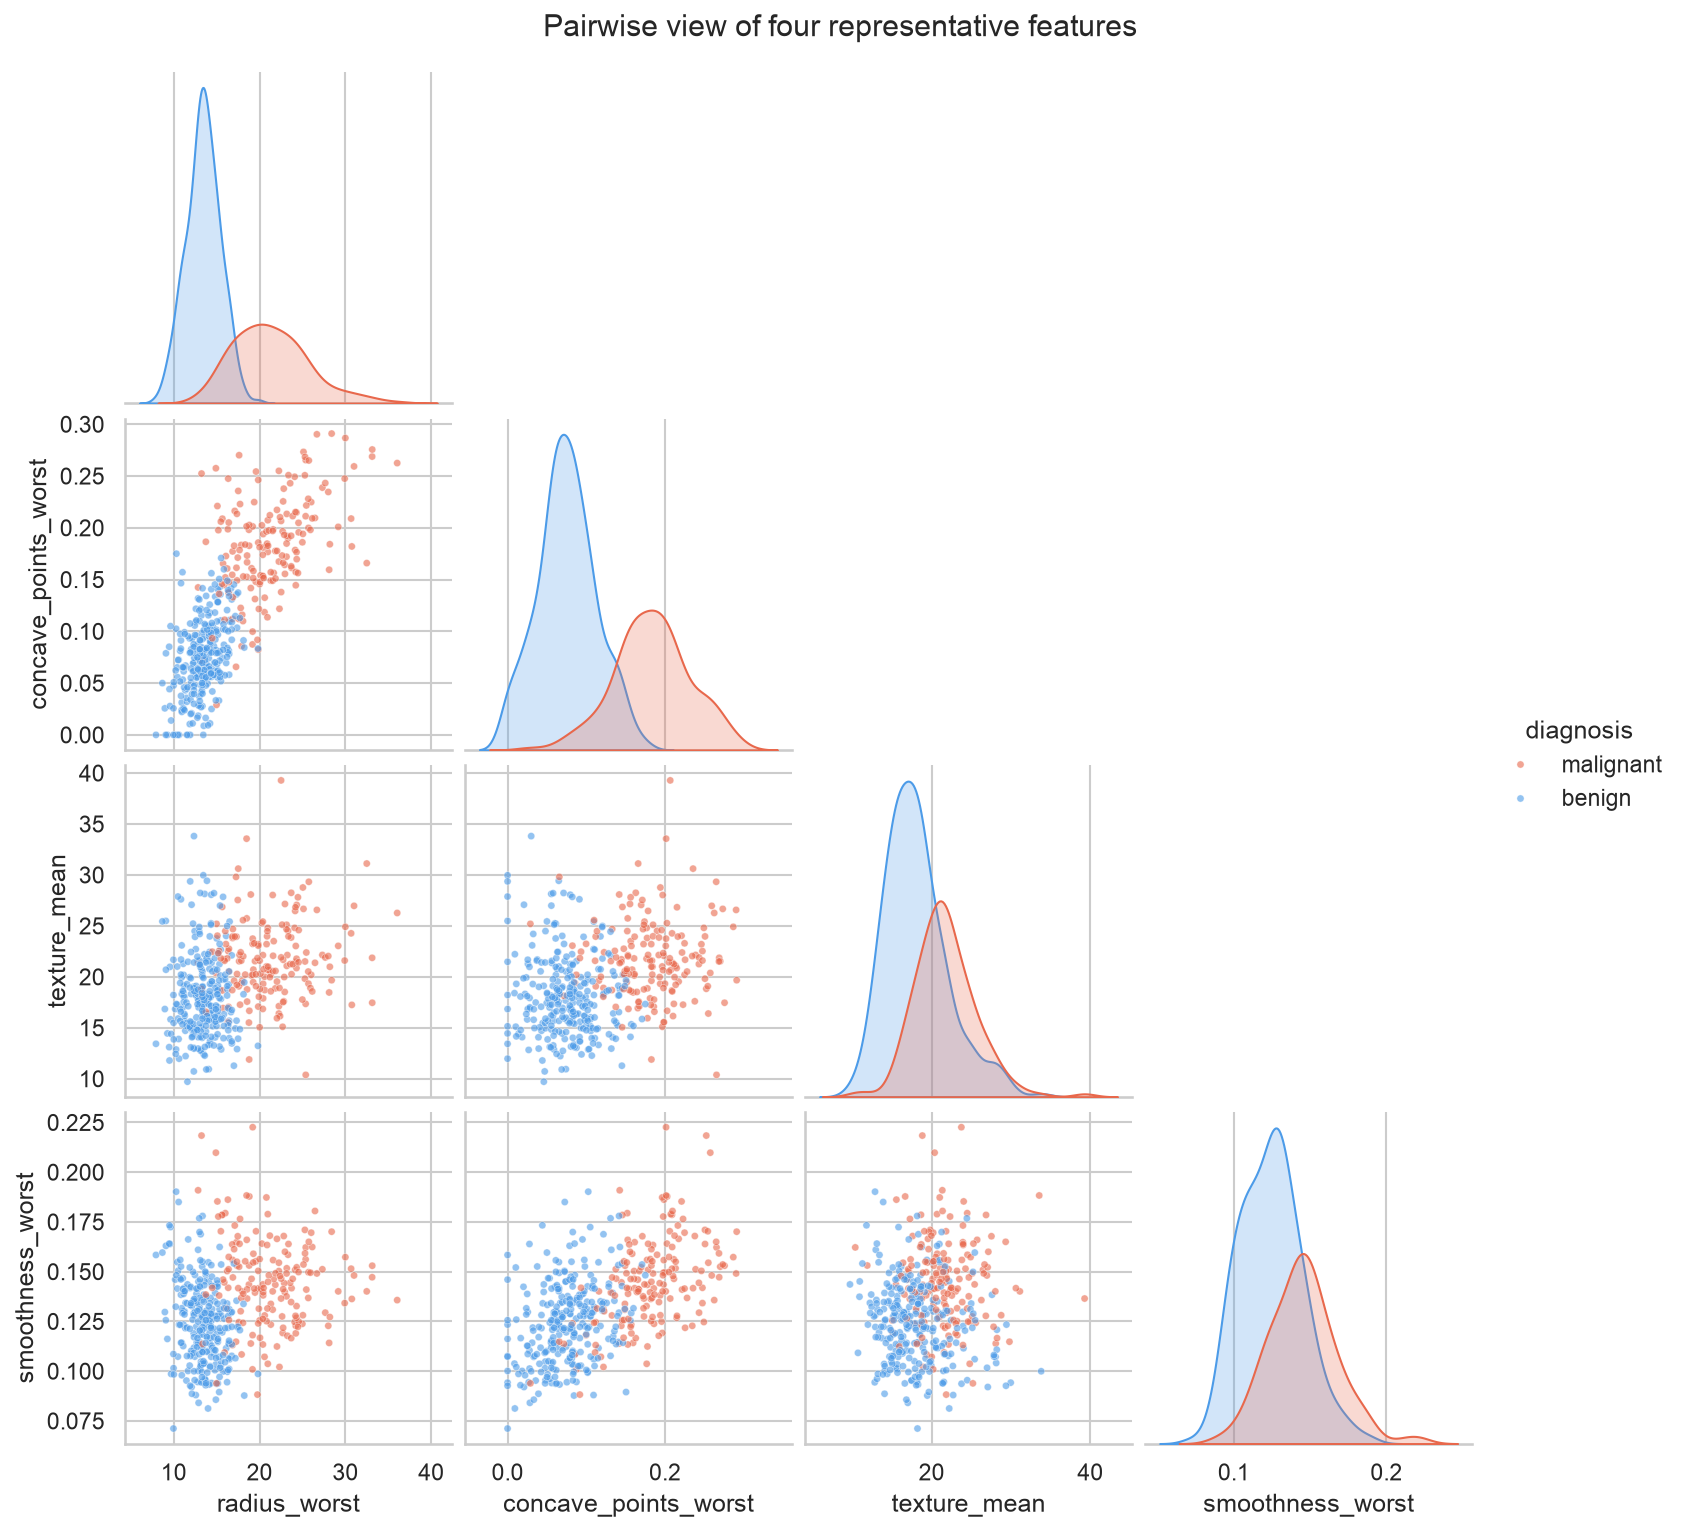 Pairwise view of four representative features
concave_points_worst
0.30
0.25
0.20
0.15
0.10
0.05
0.00
diagnosis
malignant
benign
texture_mean
40
35
30
25
20
15
10
smoothness_worst
0.225
0.200
0.175
0.150
0.125
0.100
0.075
10 20 30 40
0.0 0.2
20 40
0.1 0.2
radius_worst
concave_points_worst
texture_mean
smoothness_worst